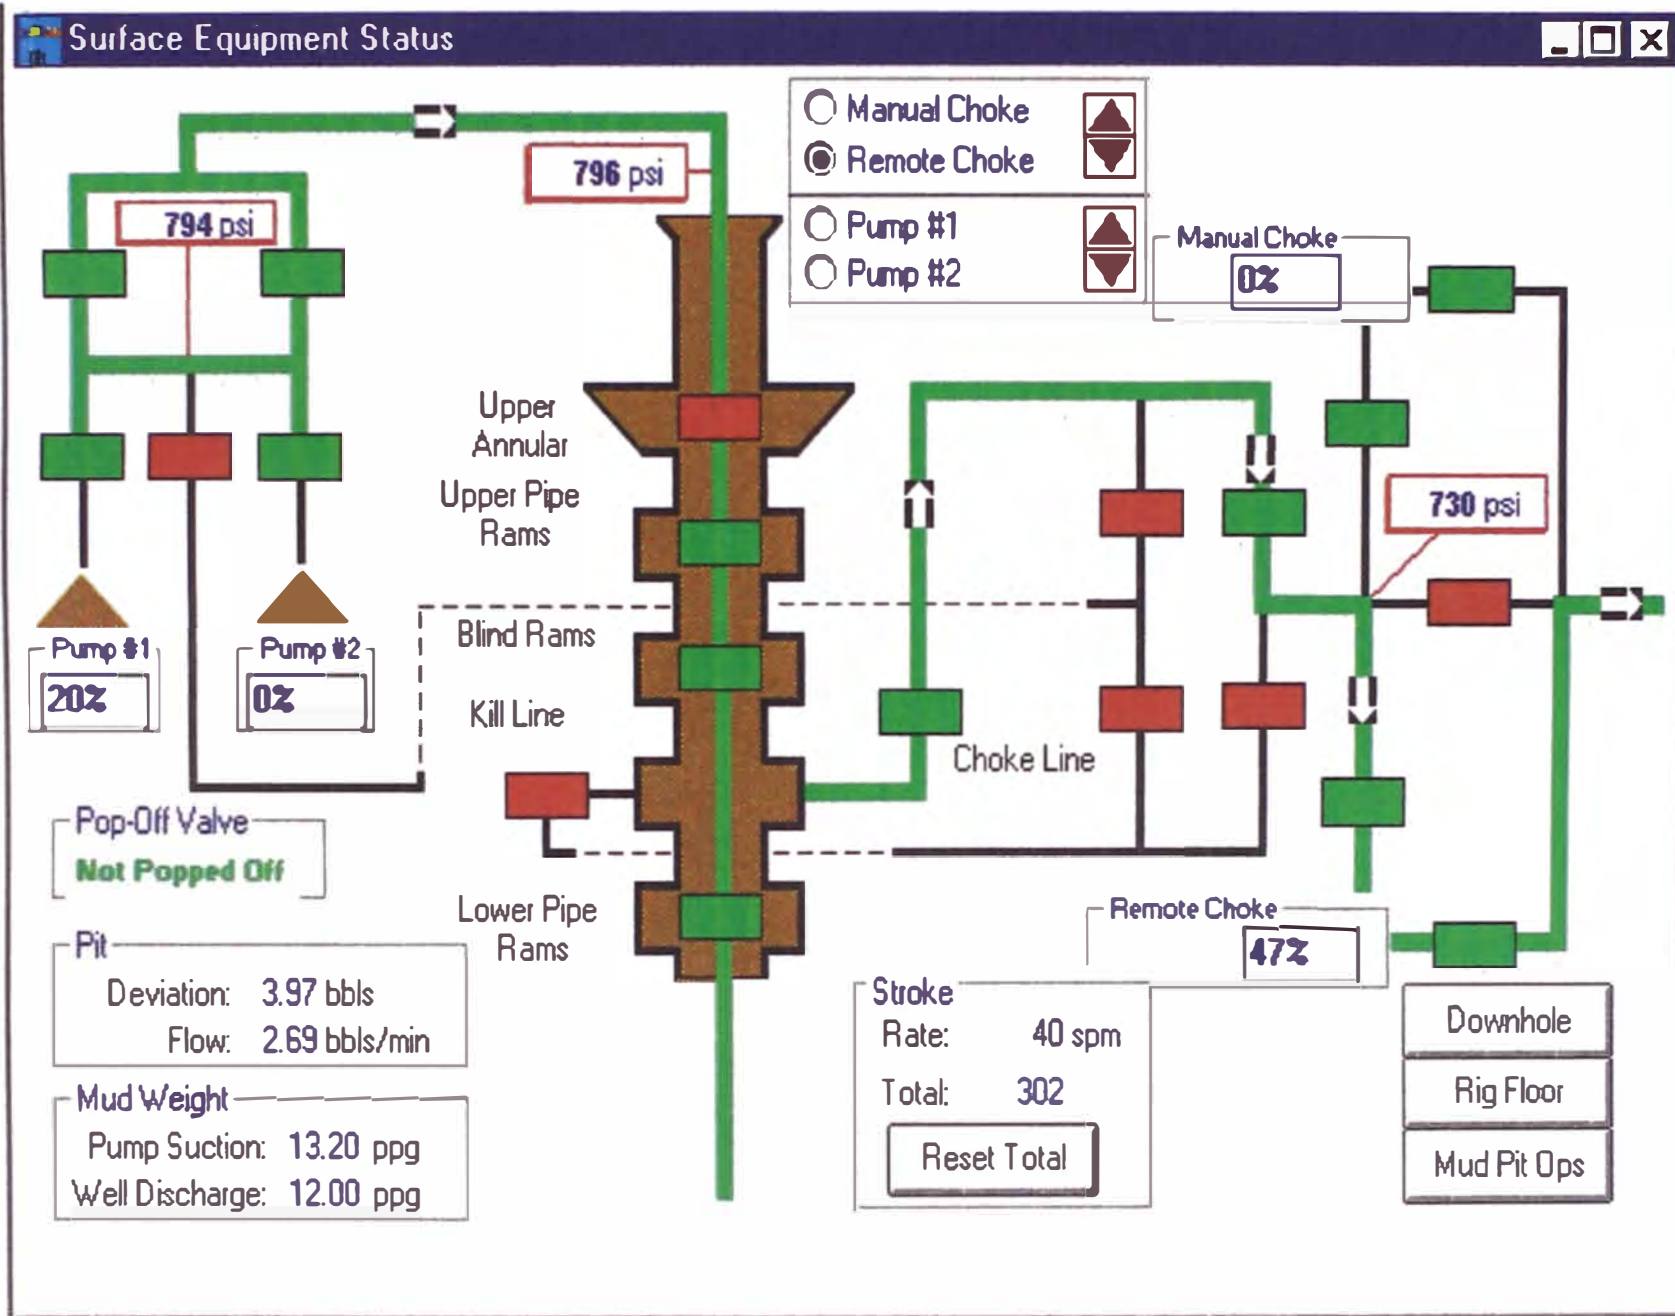 Surface Equipment Status
Manual Choke
Remote Choke
Pump #1
Pump #2
796 psi
794 psi
Manual Choke
0%
Upper
Annular
Upper Pipe
Rams
730 psi
Blind Rams
Pump #1
20%
Pump #2
0%
Kill Line
Choke Line
Pop-Off Valve
Not Popped Off
Lower Pipe
Rams
Remote Choke
47%
Pit
Deviation: 3.97 bbls
Flow: 2.69 bbls/min
Stroke
Rate: 40 spm
Total: 302
Reset Total
Downhole
Rig Floor
Mud Pit Ops
Mud Weight
Pump Suction: 13.20 ppg
Well Discharge: 12.00 ppg